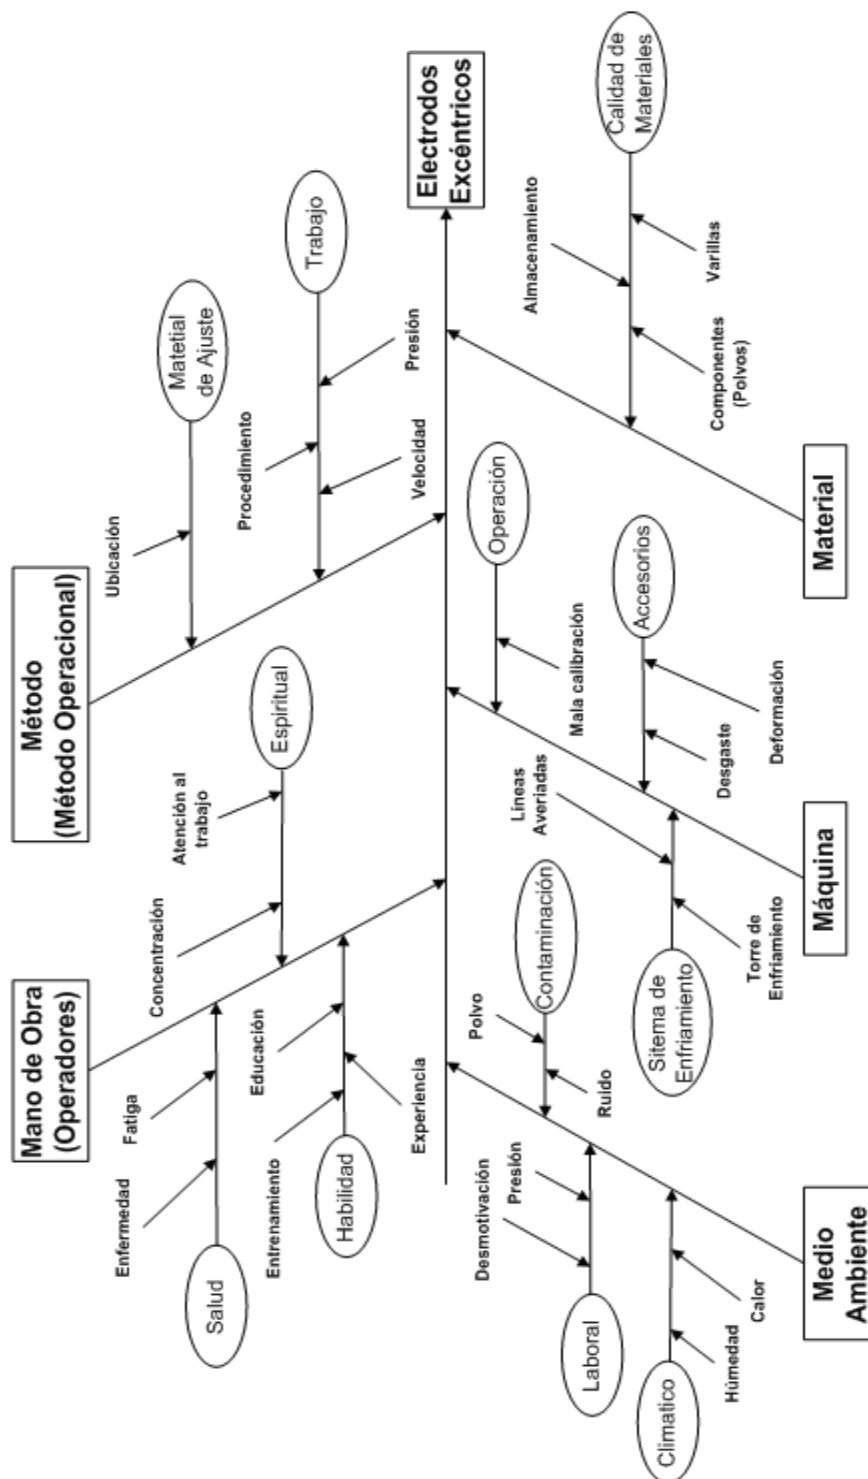 Mano de Obra
(Operadores)
Método
(Método Operacional)
Enfermedad
Fatiga
Salud
Concentración
Atención al
trabajo
Espiritual
Entrenamiento
Educación
Experiencia
Habilidad
Ubicación
Matetial
de Ajuste
Procedimiento
Velocidad
Presión
Trabajo
Electrodos
Excéntricos
Desmotivación
Presión
Laboral
Polvo
Ruido
Contaminación
Húmedad
Calor
Climatico
Medio
Ambiente
Mala calibración
Operación
Lineas
Averiadas
Torre de
Enfriamiento
Sitema de
Enfriamiento
Desgaste
Deformación
Accesorios
Máquina
Almacenamiento
Componentes
(Polvos)
Varillas
Calidad de
Materiales
Material